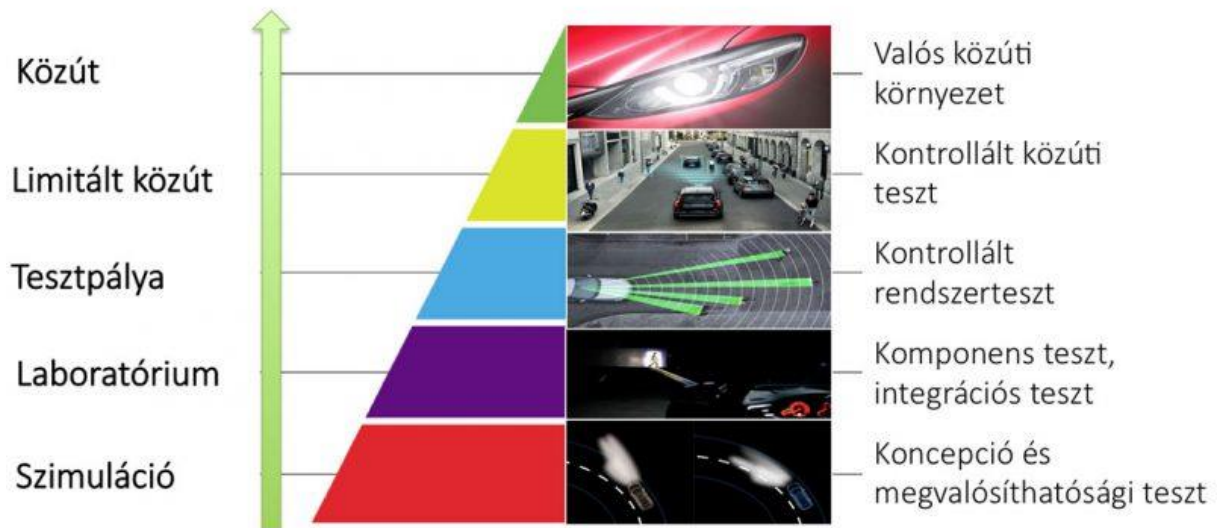 Közút
Valós közúti
környezet
Limitált közút
Kontrollált közúti
teszt
Tesztpálya
Kontrollált
rendszerteszt
Laboratórium
Komponens teszt,
integrációs teszt
Szimuláció
Koncepció és
megvalósíthatósági teszt